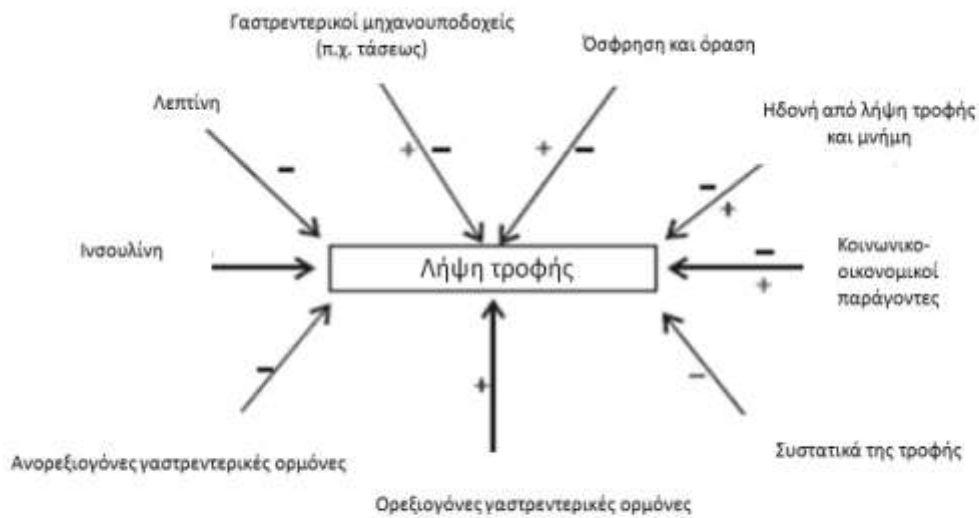 Γαστρεντερικοί μηχανουποδοχείς
(π.χ. τάσεως)
Όσφρηση και όραση
Λεπτίνη
Ηδονή από λήψη τροφής
και μνήμη
−
+ −
+ −
−
+
Ινσουλίνη
Λήψη τροφής
−
+
Κοινωνικο-
οικονομικοί
παράγοντες
−
+
−
Συστατικά της τροφής
Ανορεξιογόνες γαστρεντερικές ορμόνες
Ορεξιογόνες γαστρεντερικές ορμόνες